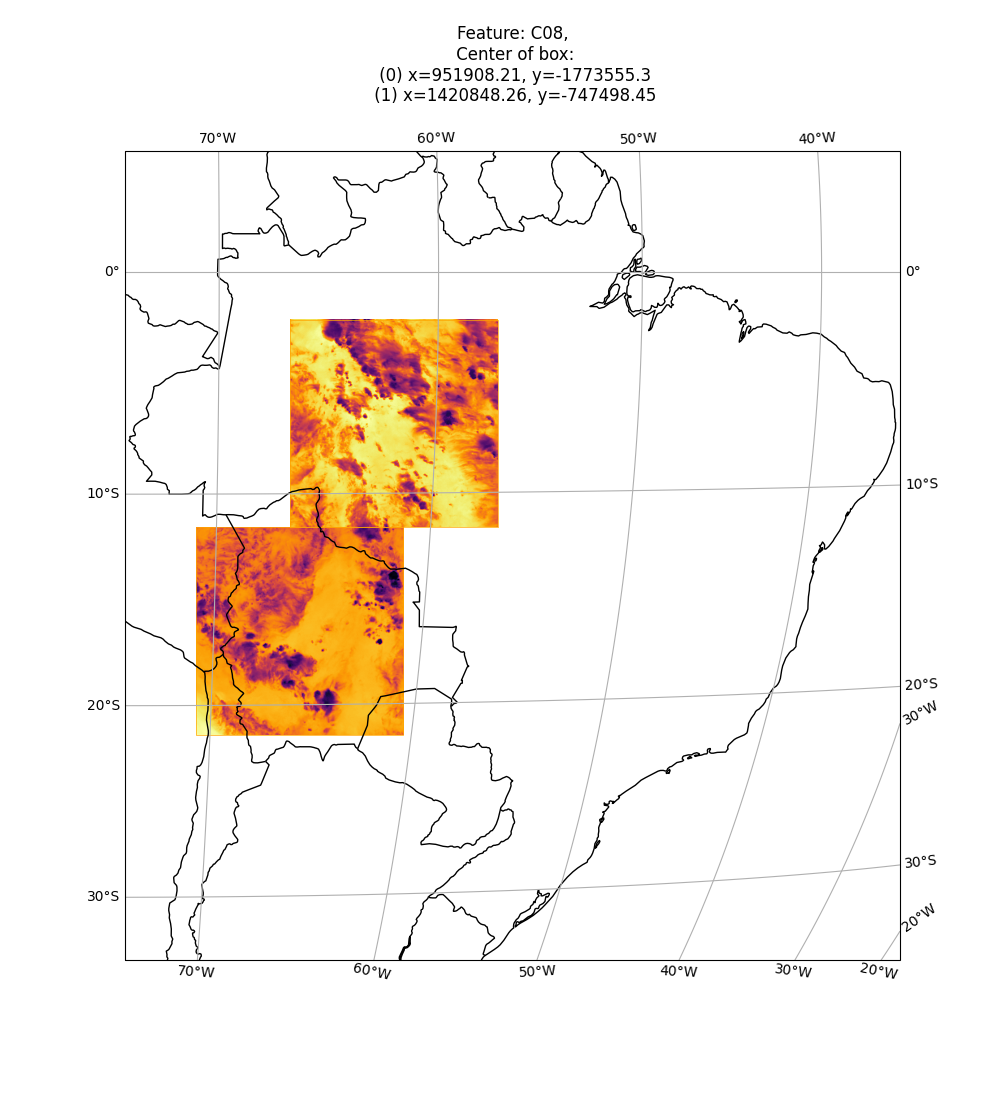 Feature: C08,
Center of box:
(0) x=951908.21, y=-1773555.3
(1) x=1420848.26, y=-747498.45
70°W 60°W 50°W 40°W
0° 0°
10°S 10°S
20°S 20°S
30°W
30°S 30°S
20°W
70°W 60°W 50°W 40°W 30°W 20°W